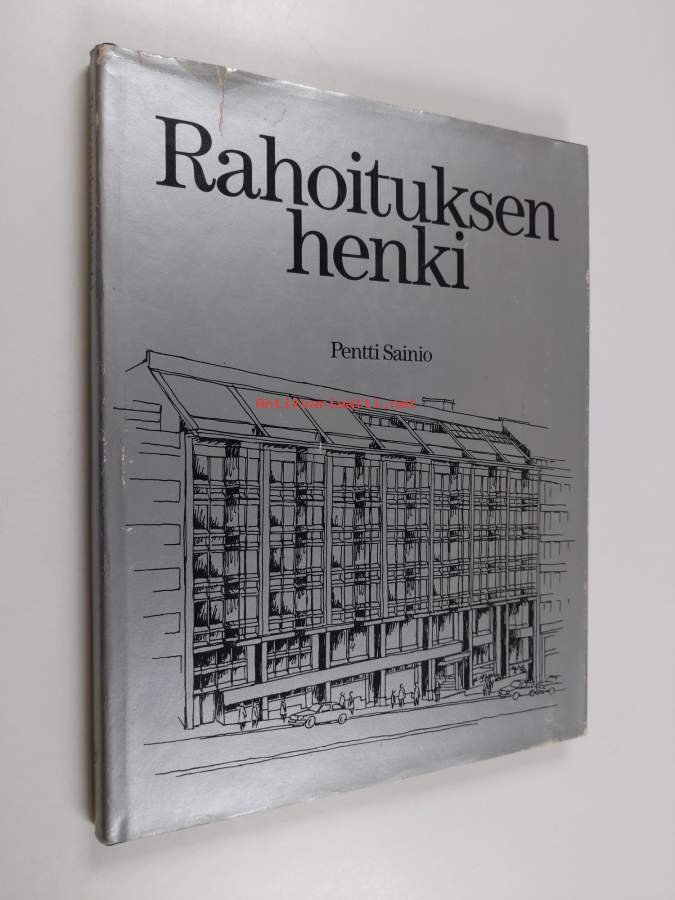 Rahoituksen
henki
Pentti Sainio